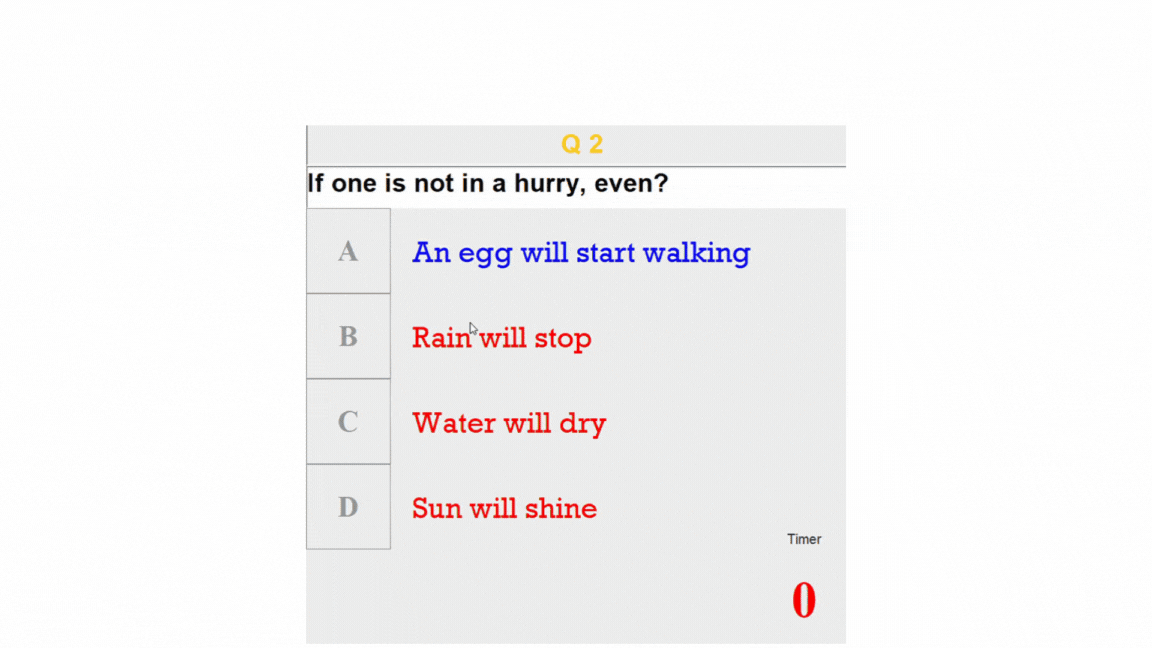 Q 2
If one is not in a hurry, even?
A An egg will start walking
B Rain will stop
C Water will dry
D Sun will shine
Timer
0